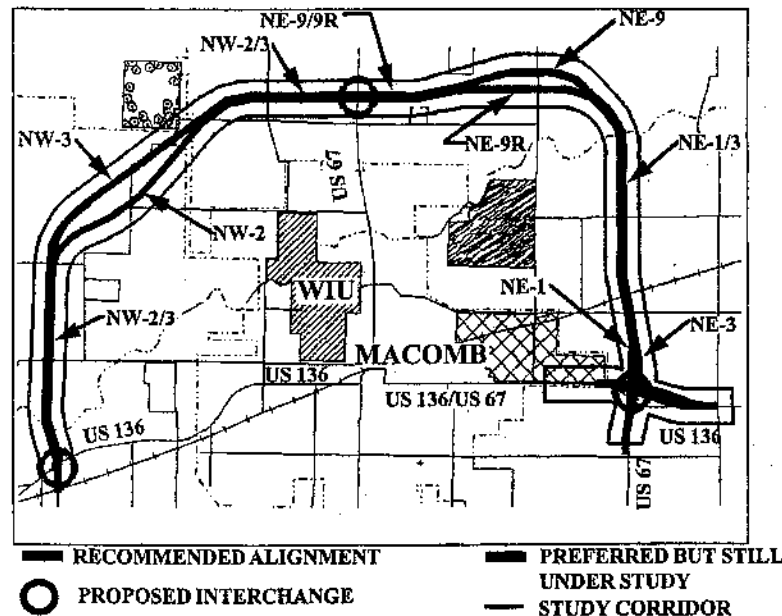 NE-9/9R
NE-9
NW-2/3
NW-3
NE-9R
NE-1/3
US 67
NW-2
NE-1
WIU
NE-3
NW-2/3
MACOMB
US 136
US 136/US 67
US 136
US 136
US 67
RECOMMENDED ALIGNMENT
PROPOSED INTERCHANGE
PREFERRED BUT STILL
UNDER STUDY
STUDY CORRIDOR